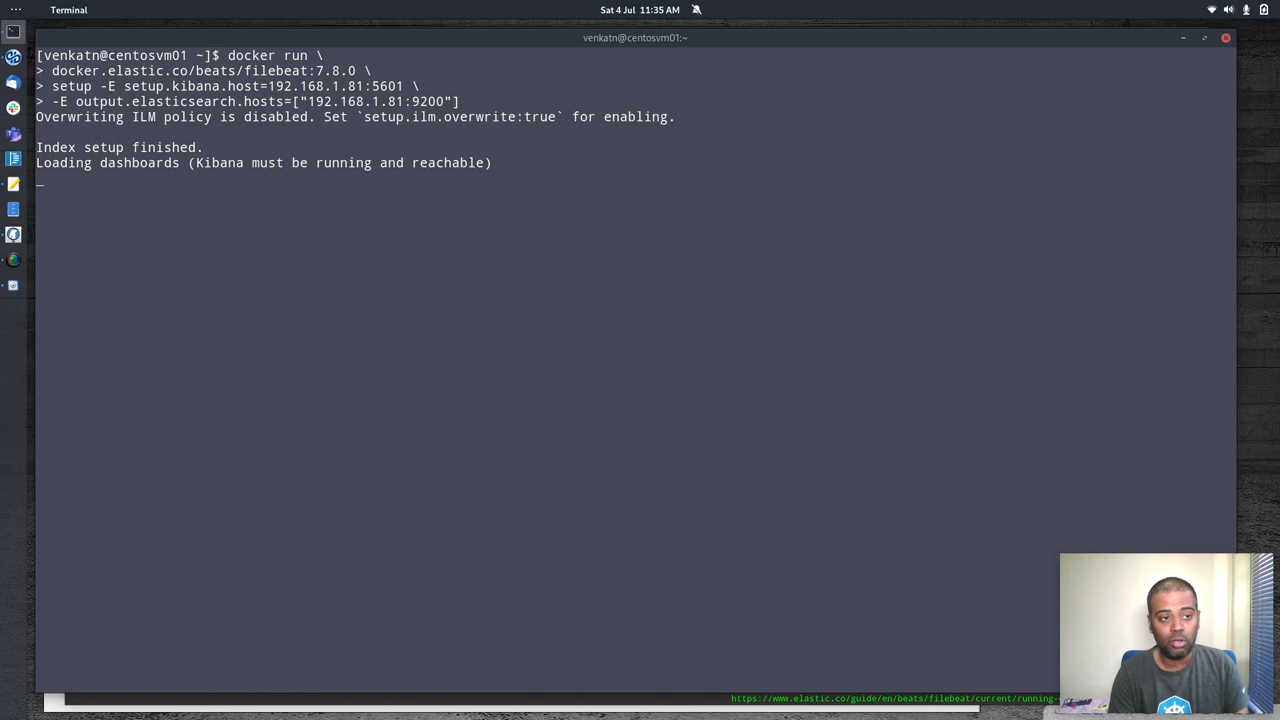 Terminal
Sat 4 Jul 11:35 AM
venkatn@centosvm01:~
[venkatn@centosvm01 ~]$ docker run \
> docker.elastic.co/beats/filebeat:7.8.0 \
> setup -E setup.kibana.host=192.168.1.81:5601 \
> -E output.elasticsearch.hosts=["192.168.1.81:9200"]
Overwriting ILM policy is disabled. Set `setup.ilm.overwrite:true` for enabling.
Index setup finished.
Loading dashboards (Kibana must be running and reachable)
https://www.elastic.co/guide/en/beats/filebeat/current/running-